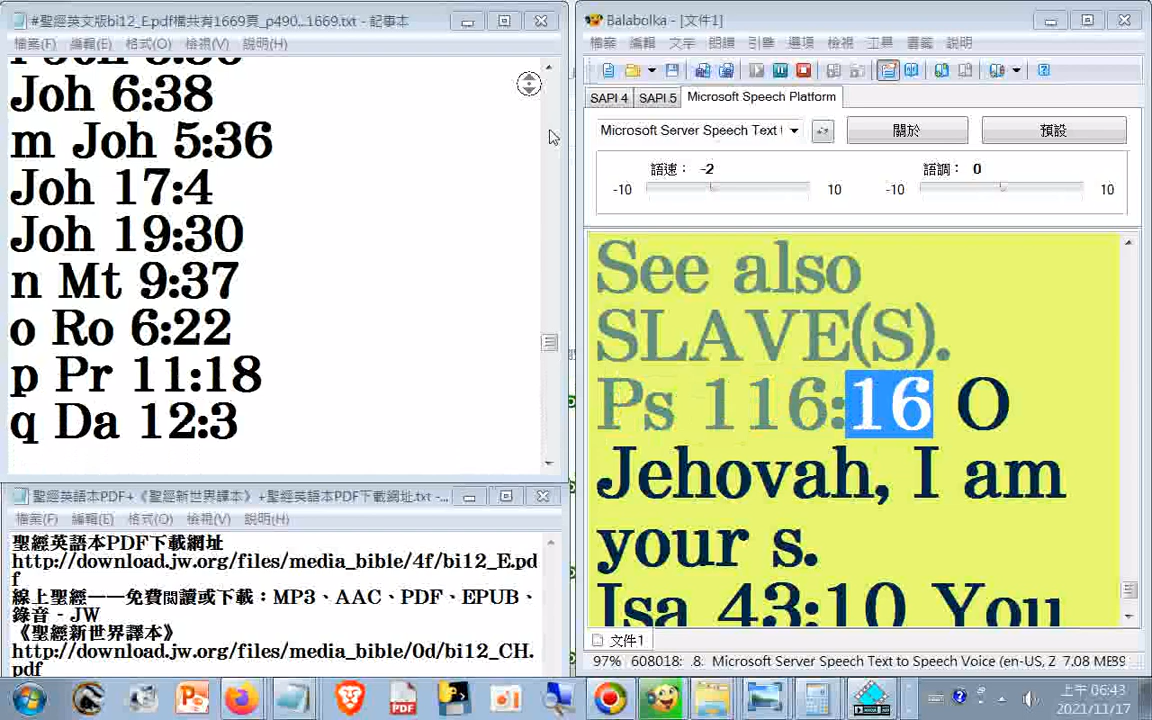 #聖經英文版bi12_E.pdf檔共有1669頁_p490...1669.txt - 記事本
檔案(F) 編輯(E) 格式(O) 檢視(V) 說明(H)
Joh 6:38
m Joh 5:36
Joh 17:4
Joh 19:30
n Mt 9:37
o Ro 6:22
p Pr 11:18
q Da 12:3
聖經英語本PDF+《聖經新世界譯本》+聖經英語本PDF下載網址.txt -...
檔案(F) 編輯(E) 格式(O) 檢視(V) 說明(H)
聖經英語本PDF下載網址
http://download.jw.org/files/media_bible/4f/bi12_E.pd
f
線上聖經——免費閱讀或下載：MP3、AAC、PDF、EPUB、
錄音 - JW
《聖經新世界譯本》
http://download.jw.org/files/media_bible/0d/bi12_CH.
pdf
Balabolka - [文件1]
檔案 編輯 文字 朗讀 引擎 選項 檢視 工具 書籤 說明
SAPI 4 SAPI 5 Microsoft Speech Platform
Microsoft Server Speech Text 關於 預設
語速： -2 語調： 0
-10 10 -10 10
See also
SLAVE(S).
Ps 116:16 O
Jehovah, I am
your s.
Isa 43:10 You
文件1
97% 608018: .8: Microsoft Server Speech Text to Speech Voice (en-US, Z 7.08 ME
上午 06:43
2021/11/17